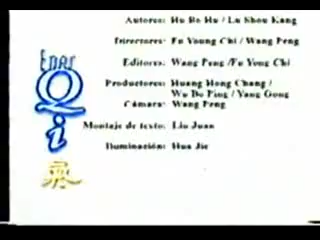 Autores: Hu Bo Hu / Lu Shou Kang
Directores: Fu Young Chi / Wang Peng
Editores: Wang Peng /Fu Yong Chi
Productores: Huang Hong Chang /
Wu Do Ping / Yang Gong
Cámara: Wang Peng
Montaje de texto: Liu Juan
Iluminación: Hua Jie
Qi
氣